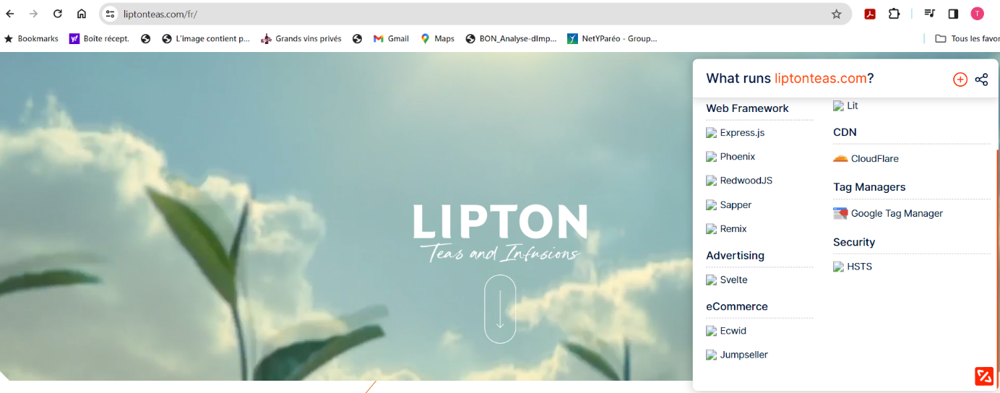 liptonteas.com/fr/
T
Bookmarks
Boîte récept.
L'image contient p...
Grands vins privés
Gmail
Maps
BON_Analyse-dImp...
NetYParéo - Group...
Tous les favor
What runs liptonteas.com?
Web Framework
Express.js
Phoenix
RedwoodJS
Sapper
Remix
Advertising
Svelte
eCommerce
Ecwid
Jumpseller
Lit
CDN
CloudFlare
Tag Managers
Google Tag Manager
Security
HSTS
LIPTON
Teas and Infusions